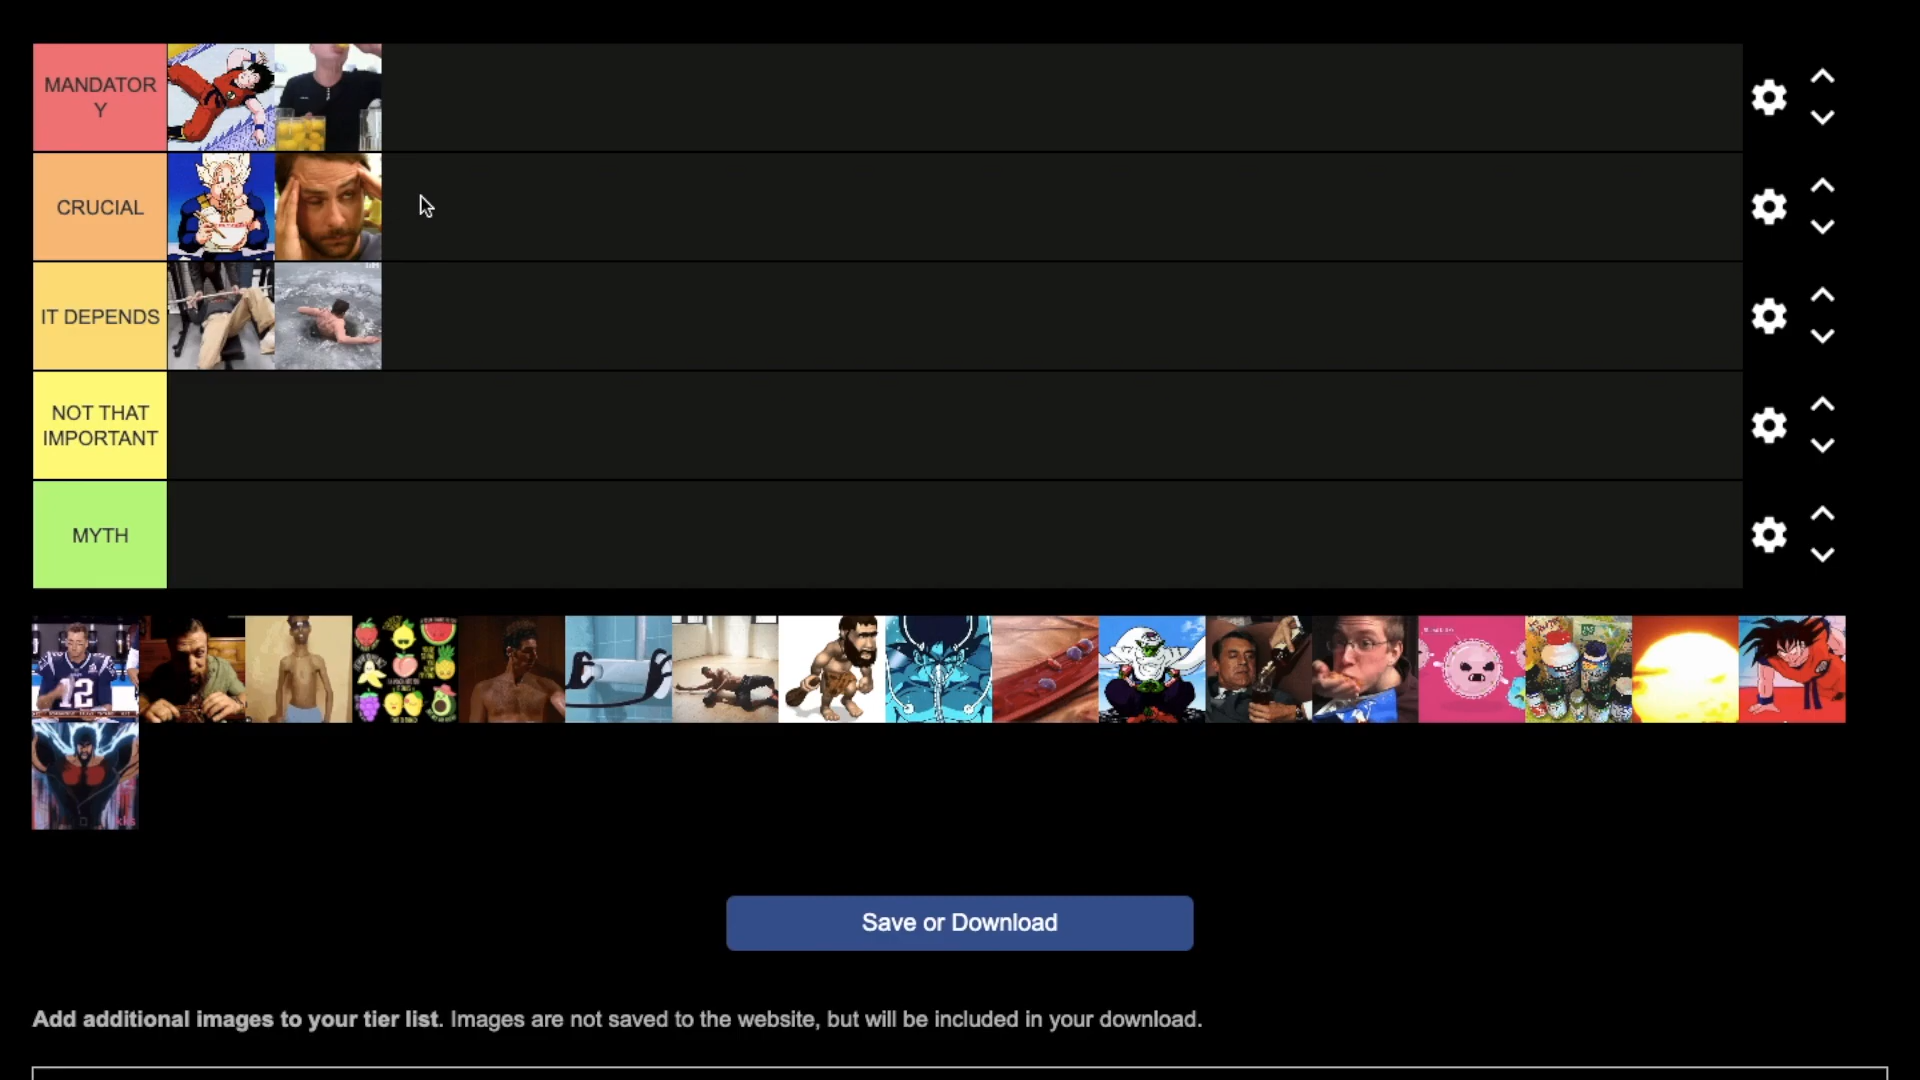 MANDATOR
Y
CRUCIAL
IT DEPENDS
NOT THAT
IMPORTANT
MYTH
12
Save or Download
Add additional images to your tier list. Images are not saved to the website, but will be included in your download.